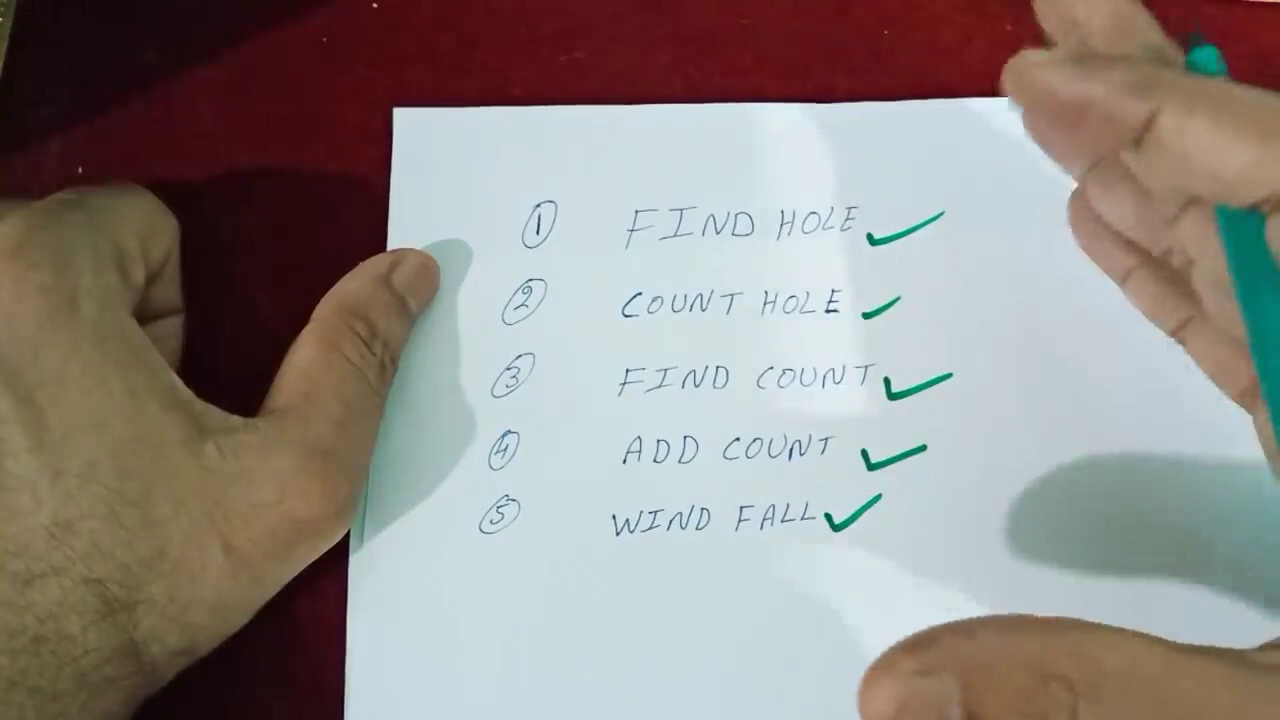 ① FIND HOLE ✓
② COUNT HOLE ✓
③ FIND COUNT ✓
④ ADD COUNT ✓
⑤ WIND FALL ✓